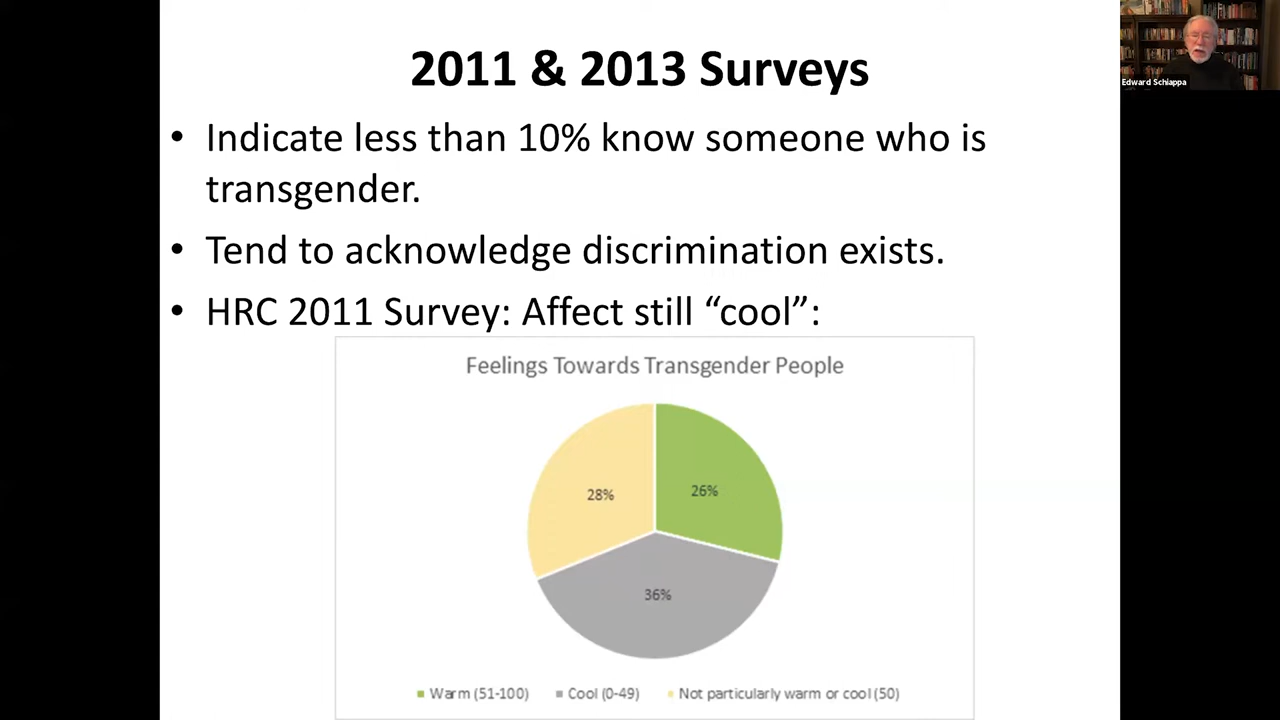 2011 & 2013 Surveys
Edward Schiappa
• Indicate less than 10% know someone who is
transgender.
• Tend to acknowledge discrimination exists.
• HRC 2011 Survey: Affect still “cool”:
Feelings Towards Transgender People
28%
26%
36%
Warm (51-100)
Cool (0-49)
Not particularly warm or cool (50)